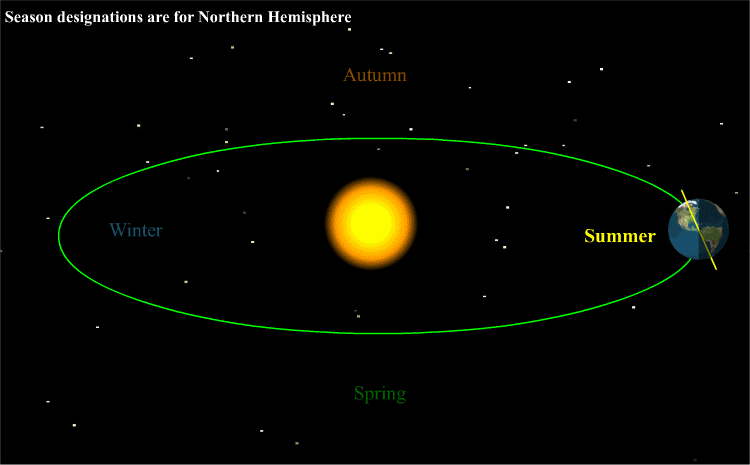 Season designations are for Northern Hemisphere
Autumn
Winter
Summer
Spring